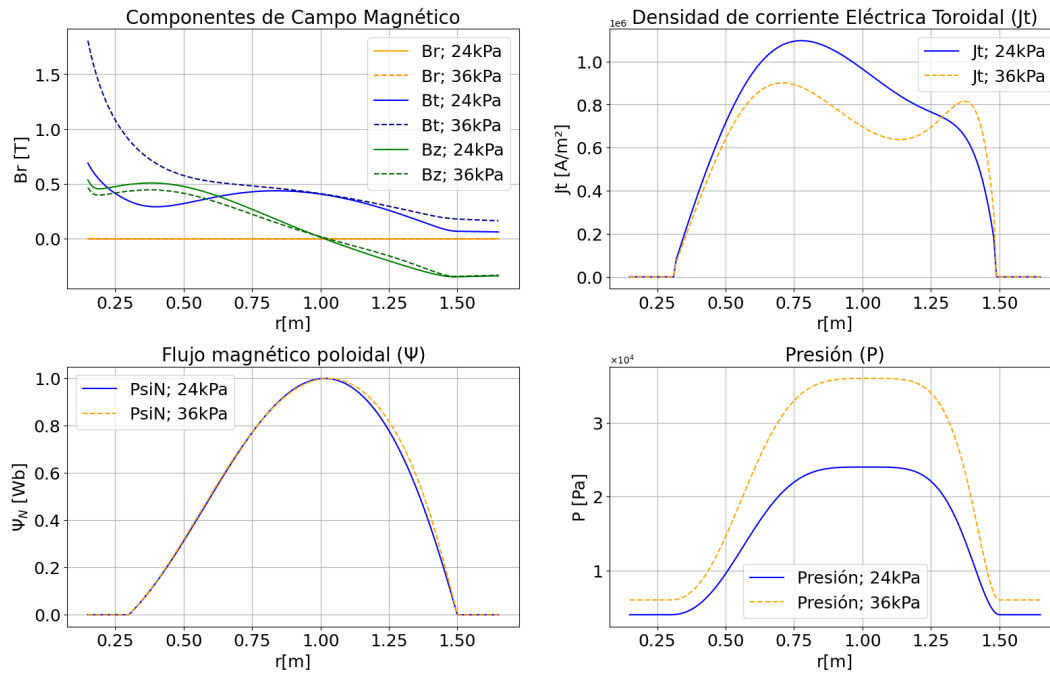 Componentes de Campo Magnético
Br [T]
1.5
1.0
0.5
0.0
Br; 24kPa
Br; 36kPa
Bt; 24kPa
Bt; 36kPa
Bz; 24kPa
Bz; 36kPa
0.25 0.50 0.75 1.00 1.25 1.50
r[m]
Densidad de corriente Eléctrica Toroidal (Jt)
1e6
Jt [A/m²]
1.0
0.8
0.6
0.4
0.2
0.0
Jt; 24kPa
Jt; 36kPa
0.25 0.50 0.75 1.00 1.25 1.50
r[m]
Flujo magnético poloidal (Ψ)
Ψ_N [Wb]
1.0
0.8
0.6
0.4
0.2
0.0
PsiN; 24kPa
PsiN; 36kPa
0.25 0.50 0.75 1.00 1.25 1.50
r[m]
Presión (P)
×10⁴
P [Pa]
3
2
1
Presión; 24kPa
Presión; 36kPa
0.25 0.50 0.75 1.00 1.25 1.50
r[m]